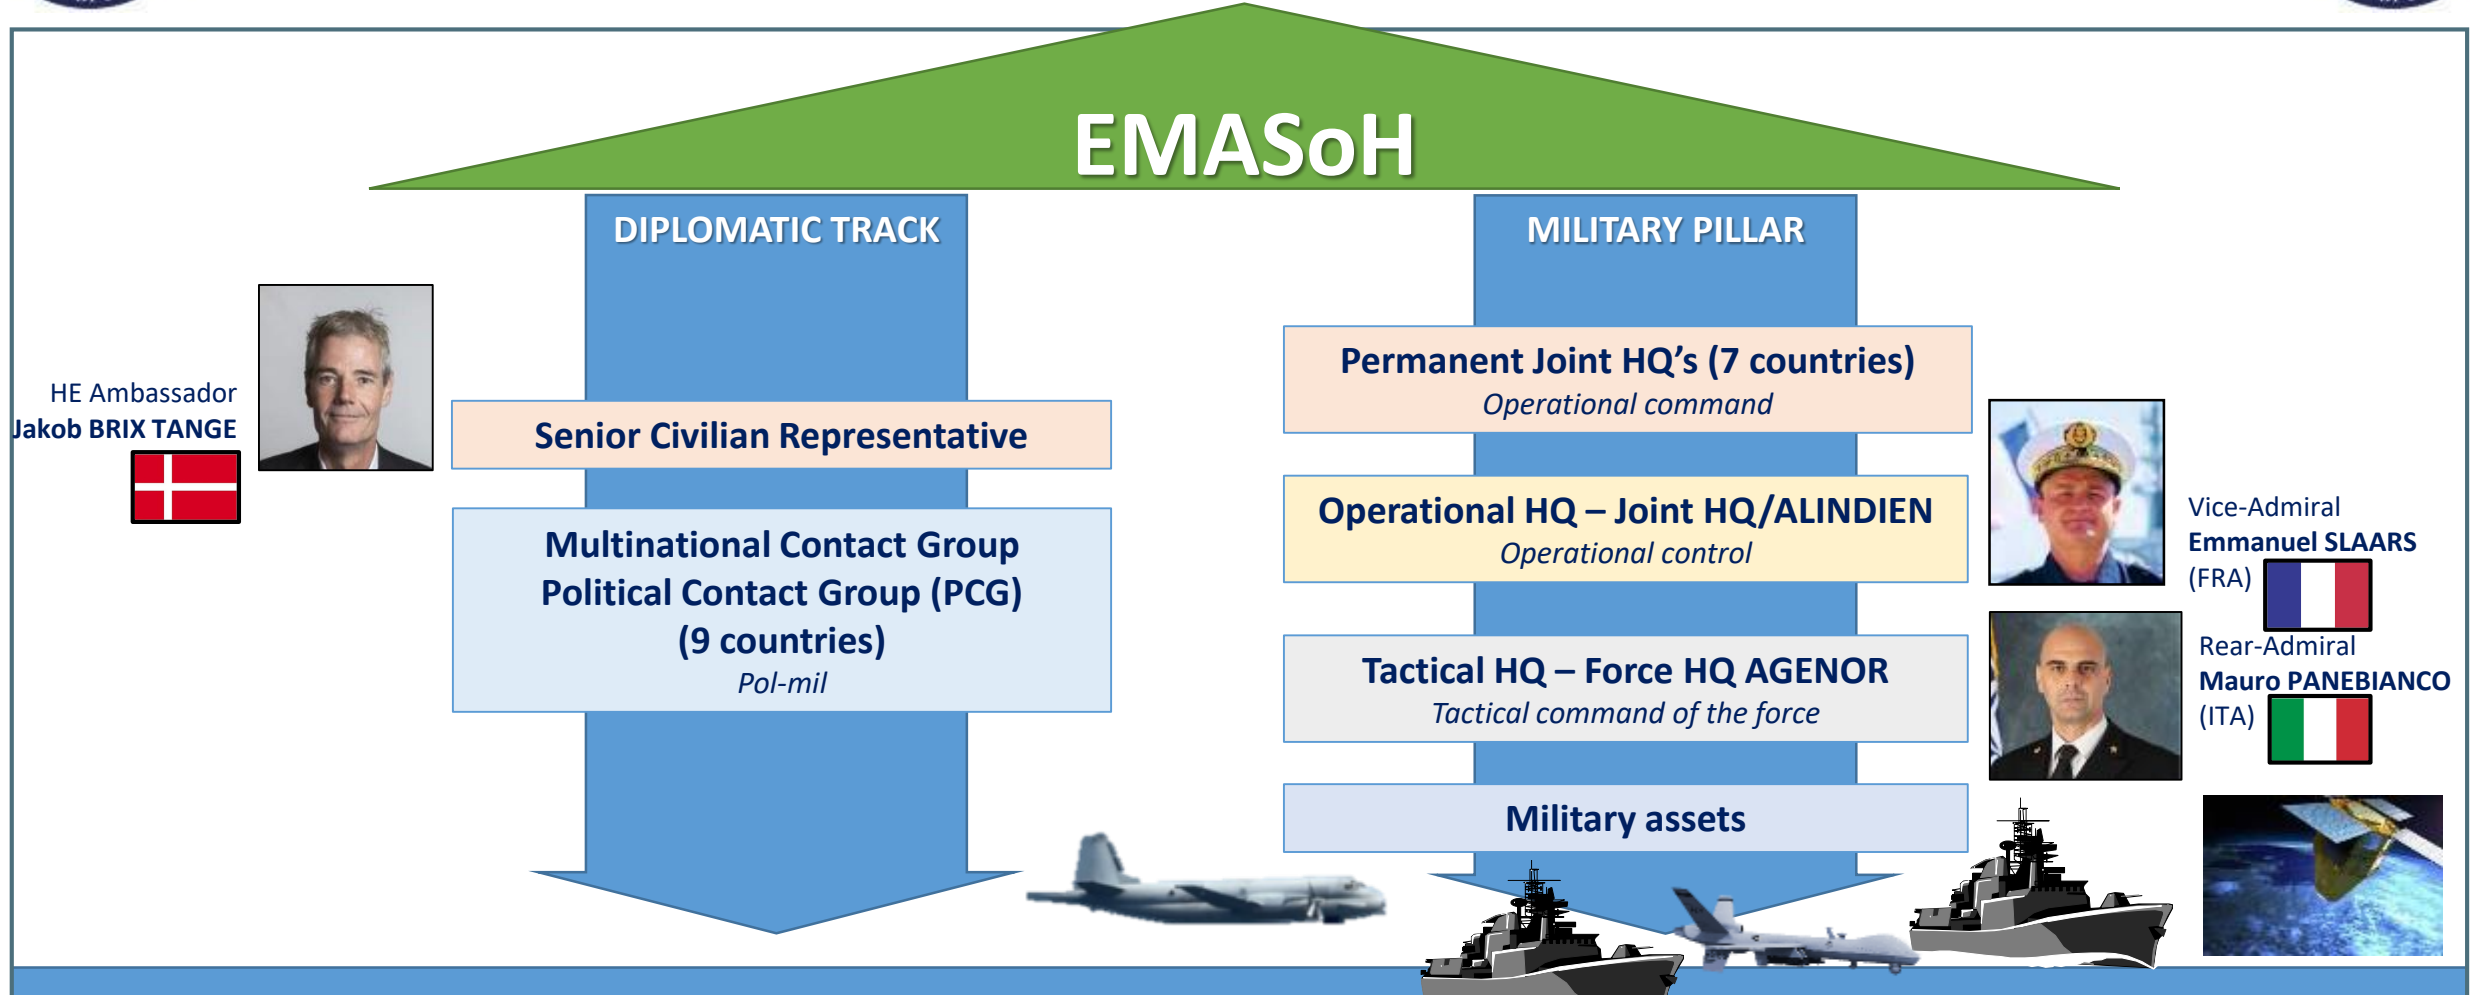 EMASoH
DIPLOMATIC TRACK
HE Ambassador
Jakob BRIX TANGE
Senior Civilian Representative
Multinational Contact Group
Political Contact Group (PCG)
(9 countries)
Pol-mil
MILITARY PILLAR
Permanent Joint HQ’s (7 countries)
Operational command
Operational HQ – Joint HQ/ALINDIEN
Operational control
Vice-Admiral
Emmanuel SLAARS
(FRA)
Tactical HQ – Force HQ AGENOR
Tactical command of the force
Rear-Admiral
Mauro PANEBIANCO
(ITA)
Military assets